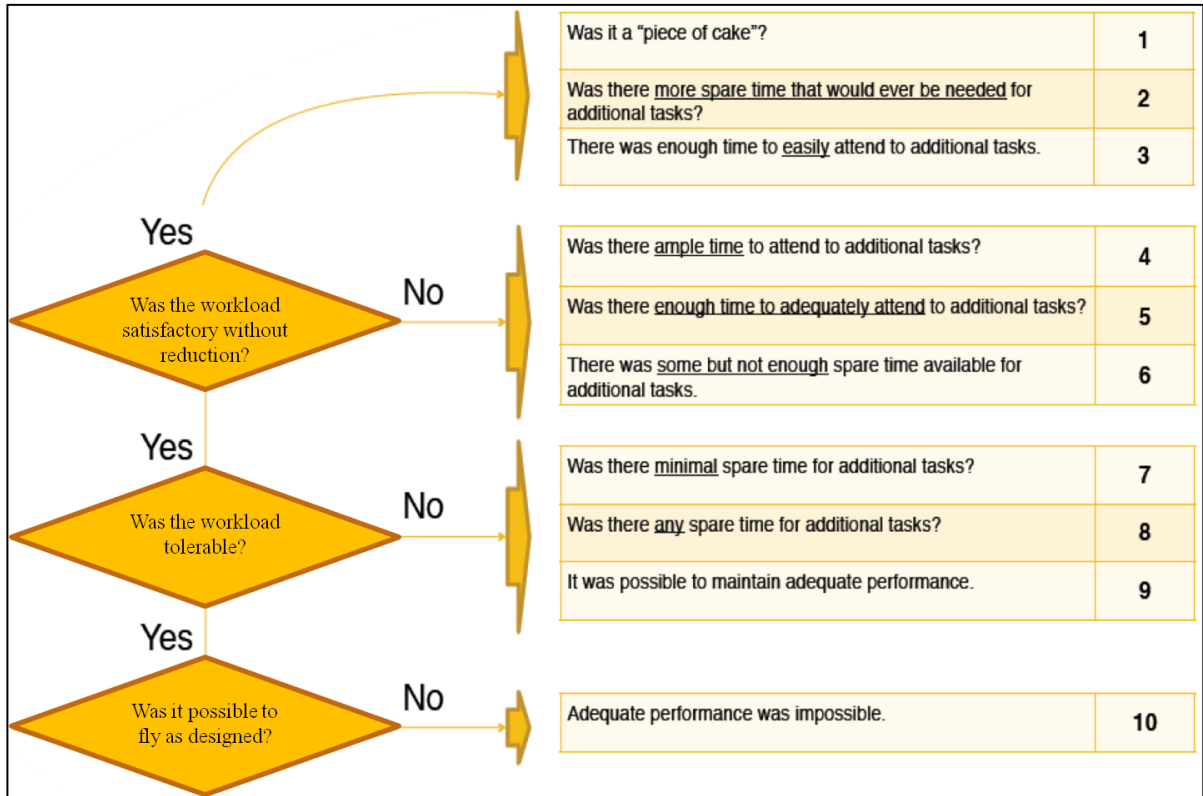 Was it a “piece of cake”?
1
Was there more spare time that would ever be needed for
additional tasks?
2
There was enough time to easily attend to additional tasks.
3
Yes
Was the workload
satisfactory without
reduction?
No
Was there ample time to attend to additional tasks?
4
Was there enough time to adequately attend to additional tasks?
5
There was some but not enough spare time available for
additional tasks.
6
Yes
Was the workload
tolerable?
No
Was there minimal spare time for additional tasks?
7
Was there any spare time for additional tasks?
8
It was possible to maintain adequate performance.
9
Yes
Was it possible to
fly as designed?
No
Adequate performance was impossible.
10